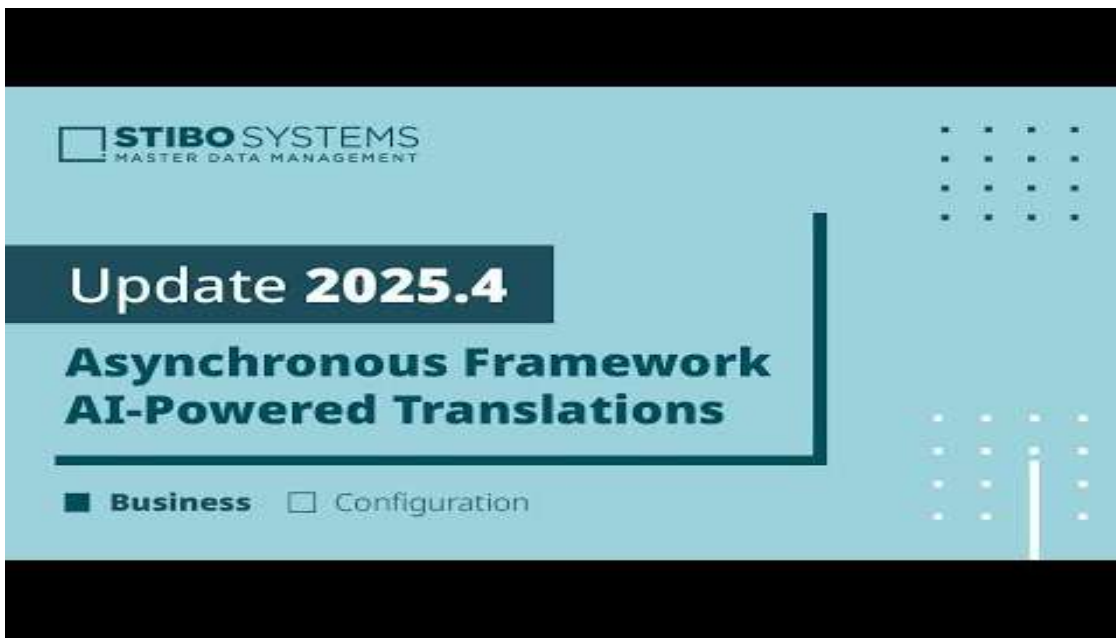 STIBO SYSTEMS
MASTER DATA MANAGEMENT
Update 2025.4
Asynchronous Framework
AI-Powered Translations
Business Configuration